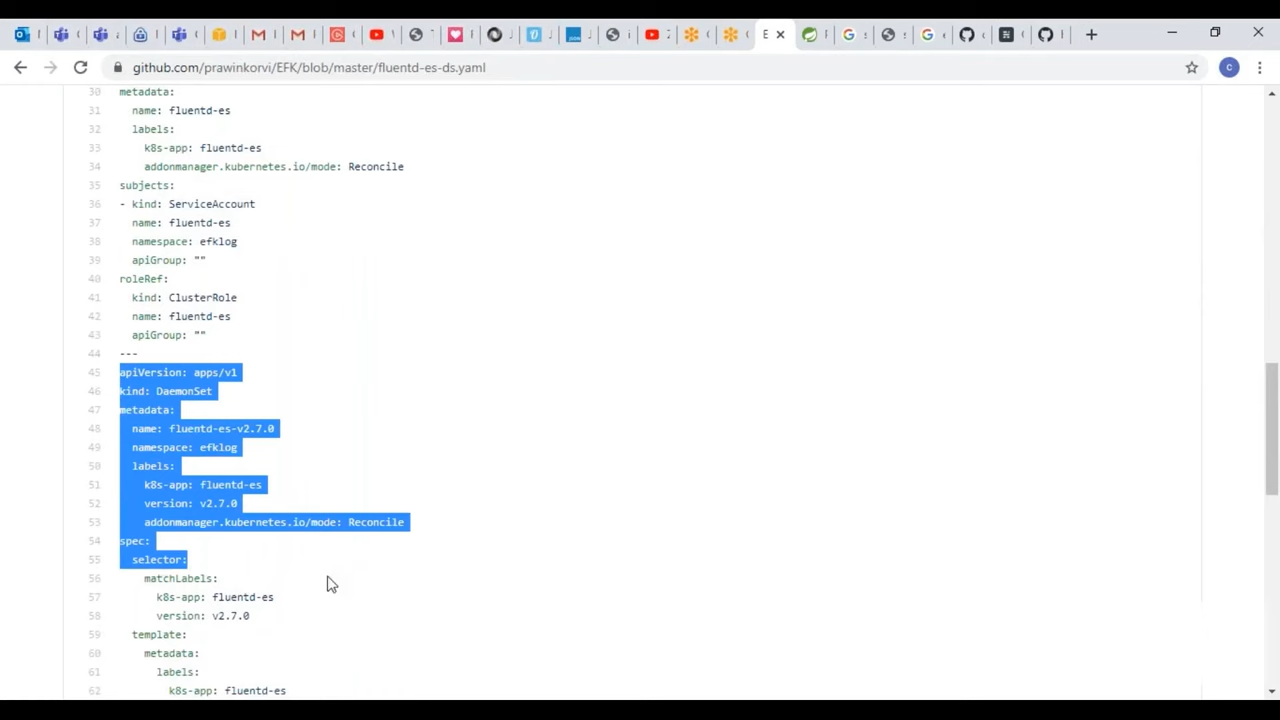 github.com/prawinkorvi/EFK/blob/master/fluentd-es-ds.yaml
30 metadata:
31 name: fluentd-es
32 labels:
33 k8s-app: fluentd-es
34 addonmanager.kubernetes.io/mode: Reconcile
35 subjects:
36 - kind: ServiceAccount
37 name: fluentd-es
38 namespace: efklog
39 apiGroup: ""
40 roleRef:
41 kind: ClusterRole
42 name: fluentd-es
43 apiGroup: ""
44 ---
45 apiVersion: apps/v1
46 kind: DaemonSet
47 metadata:
48 name: fluentd-es-v2.7.0
49 namespace: efklog
50 labels:
51 k8s-app: fluentd-es
52 version: v2.7.0
53 addonmanager.kubernetes.io/mode: Reconcile
54 spec:
55 selector:
56 matchLabels:
57 k8s-app: fluentd-es
58 version: v2.7.0
59 template:
60 metadata:
61 labels:
62 k8s-app: fluentd-es